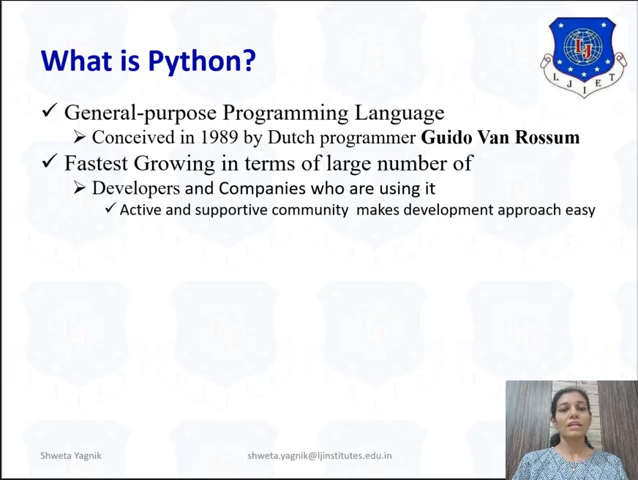 What is Python?
LJ
LJIET
✓ General-purpose Programming Language
➢ Conceived in 1989 by Dutch programmer Guido Van Rossum
✓ Fastest Growing in terms of large number of
➢ Developers and Companies who are using it
✓ Active and supportive community makes development approach easy
Shweta Yagnik
shweta.yagnik@ljinstitutes.edu.in